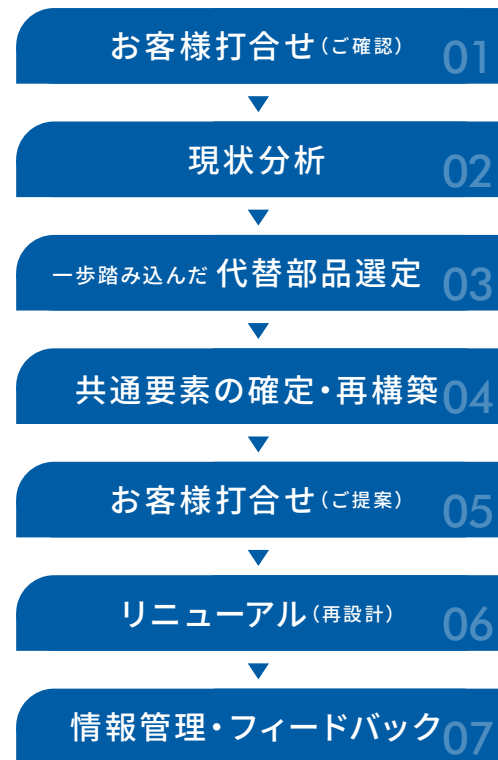 お客様打合せ（ご確認） 01
現状分析 02
一歩踏み込んだ 代替部品選定 03
共通要素の確定・再構築 04
お客様打合せ（ご提案） 05
リニューアル（再設計） 06
情報管理・フィードバック 07